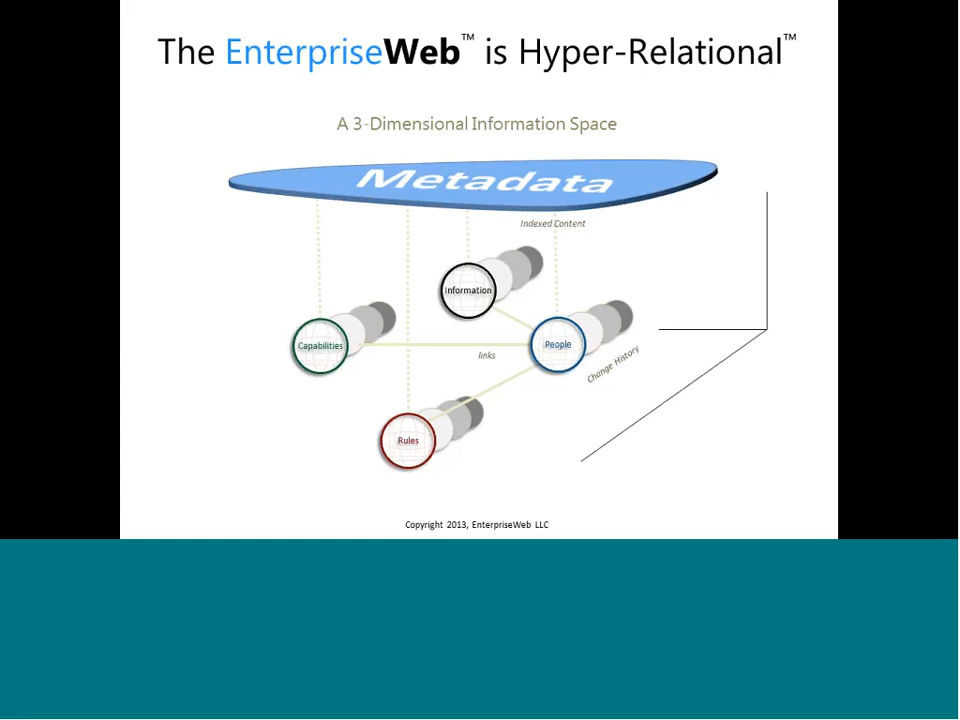 The EnterpriseWeb™ is Hyper-Relational™
A 3-Dimensional Information Space
Metadata
Indexed Content
Information
Capabilities
People
links
Change History
Rules
Copyright 2013, EnterpriseWeb LLC